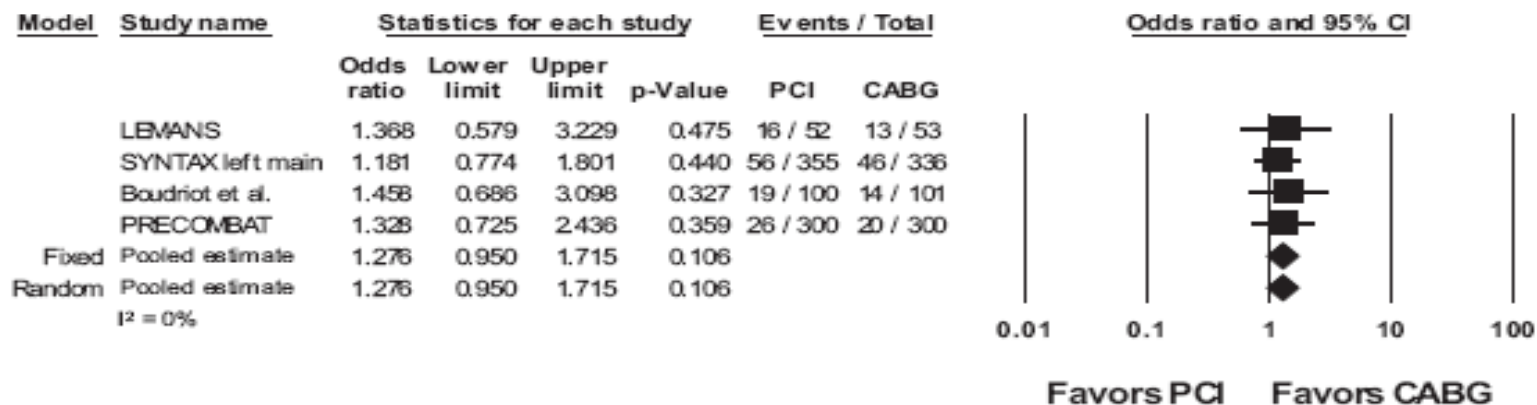 Model Study name Statistics for each study Events / Total Odds ratio and 95% CI
Odds ratio Lower limit Upper limit p-Value PCI CABG
LEMANS 1.368 0.579 3.229 0.475 16 / 52 13 / 53
SYNTAX left main 1.181 0.774 1.801 0.440 56 / 355 46 / 336
Boudriot et al. 1.458 0.686 3.098 0.327 19 / 100 14 / 101
PRECOMBAT 1.328 0.725 2.436 0.359 26 / 300 20 / 300
Fixed Pooled estimate 1.276 0.950 1.715 0.106
Random Pooled estimate 1.276 0.950 1.715 0.106
I² = 0%
0.01 0.1 1 10 100
Favors PCI Favors CABG